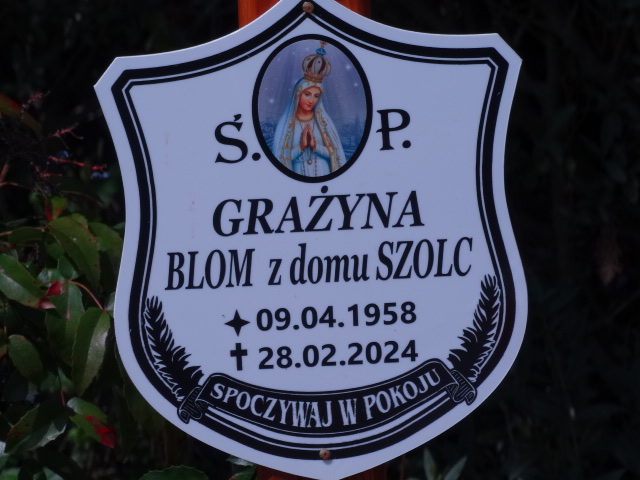 Ś. P.
GRAŻYNA
BLOM z domu SZOLC
✦ 09.04.1958
✝ 28.02.2024
SPOCZYWAJ W POKOJU